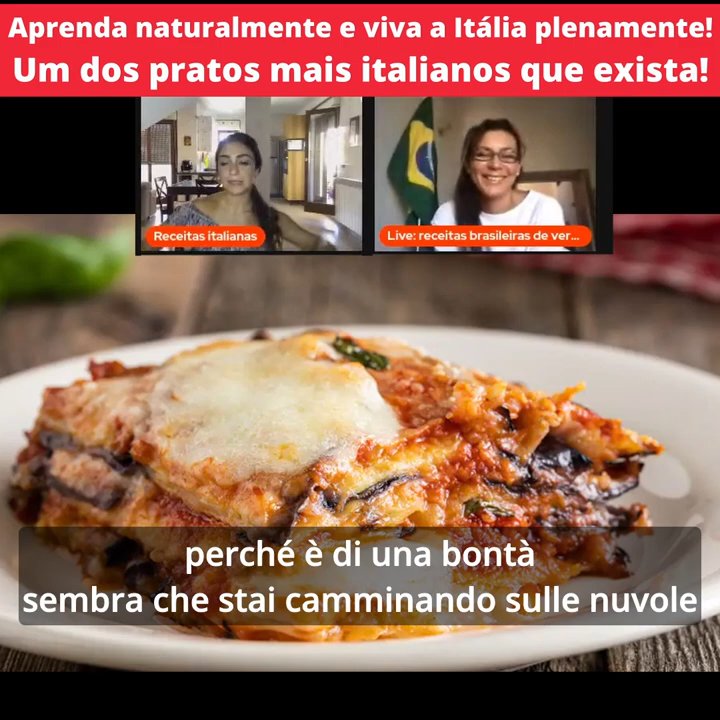 Aprenda naturalmente e viva a Itália plenamente!
Um dos pratos mais italianos que exista!
Receitas italianas
Live: receitas brasileiras de ver...
perché è di una bontà
sembra che stai camminando sulle nuvole